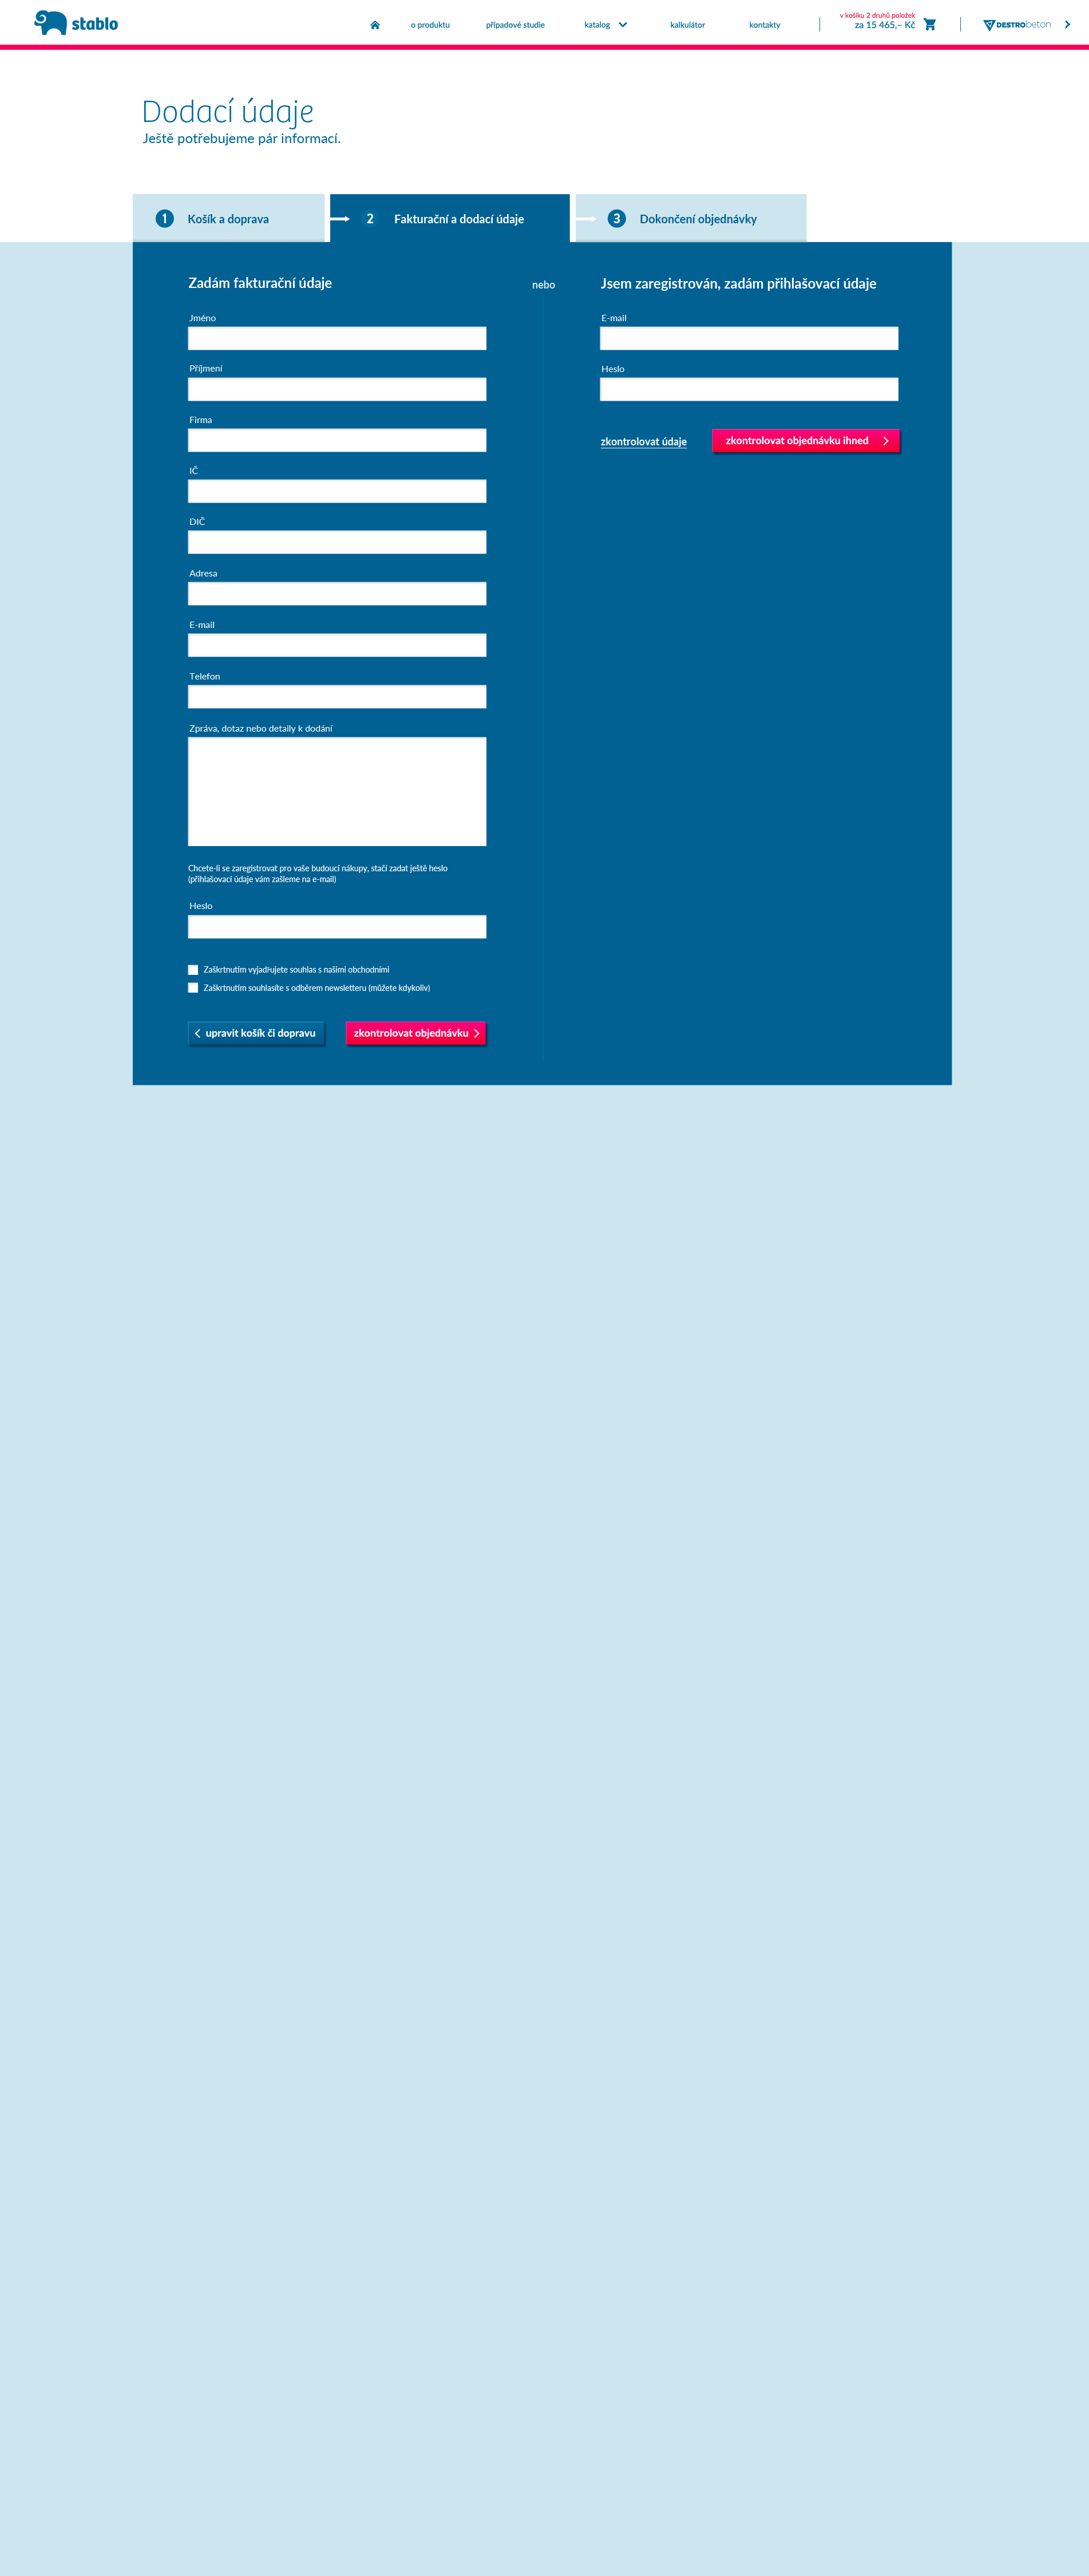 stablo
o produktu
případové studie
katalog
kalkulátor
kontakty
v košíku 2 druhů položek
za 15 465,– Kč
DESTRObeton
Dodací údaje
Ještě potřebujeme pár informací.
1 Košík a doprava
2 Fakturační a dodací údaje
3 Dokončení objednávky
Zadám fakturační údaje
Jméno
Příjmení
Firma
IČ
DIČ
Adresa
E-mail
Telefon
Zpráva, dotaz nebo detaily k dodání
Chcete-li se zaregistrovat pro vaše budoucí nákupy, stačí zadat ještě heslo
(přihlašovací údaje vám zašleme na e-mail)
Heslo
Zaškrtnutím vyjadřujete souhlas s našimi obchodními
Zaškrtnutím souhlasíte s odběrem newsletteru (můžete kdykoliv)
upravit košík či dopravu
zkontrolovat objednávku
nebo
Jsem zaregistrován, zadám přihlašovací údaje
E-mail
Heslo
zkontrolovat údaje
zkontrolovat objednávku ihned